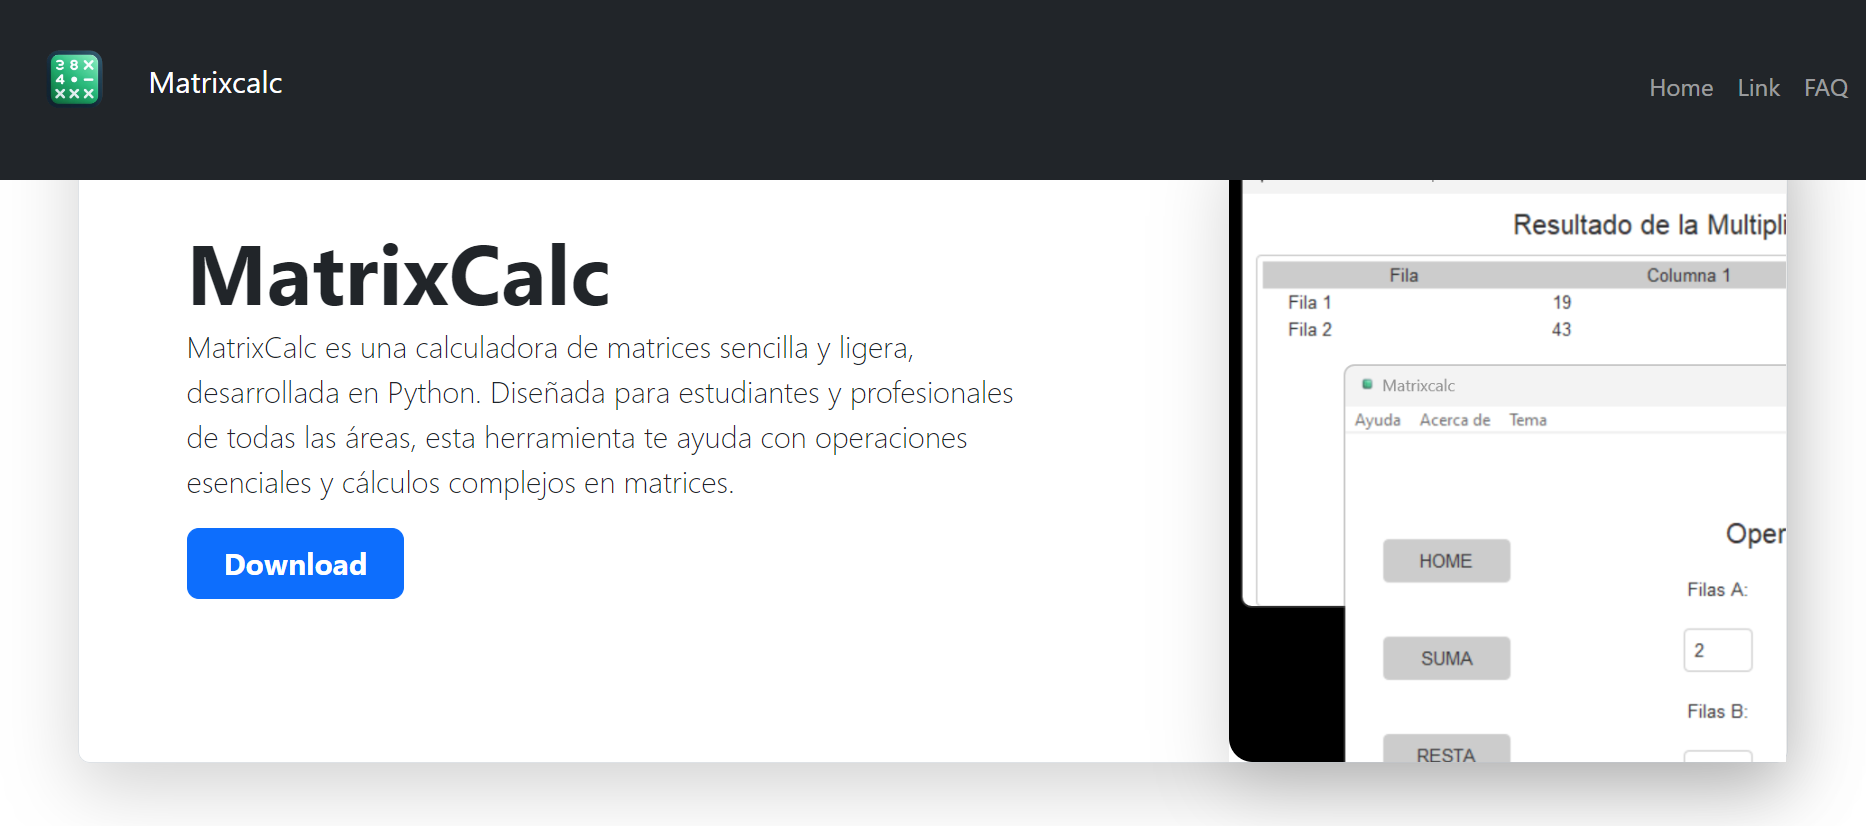 38X
4•−
XXX
Matrixcalc
Home Link FAQ
MatrixCalc
MatrixCalc es una calculadora de matrices sencilla y ligera,
desarrollada en Python. Diseñada para estudiantes y profesionales
de todas las áreas, esta herramienta te ayuda con operaciones
esenciales y cálculos complejos en matrices.
Download
Resultado de la Multipli
Fila Columna 1
Fila 1 19
Fila 2 43
Matrixcalc
Ayuda Acerca de Tema
Oper
HOME
Filas A:
SUMA
2
Filas B:
RESTA